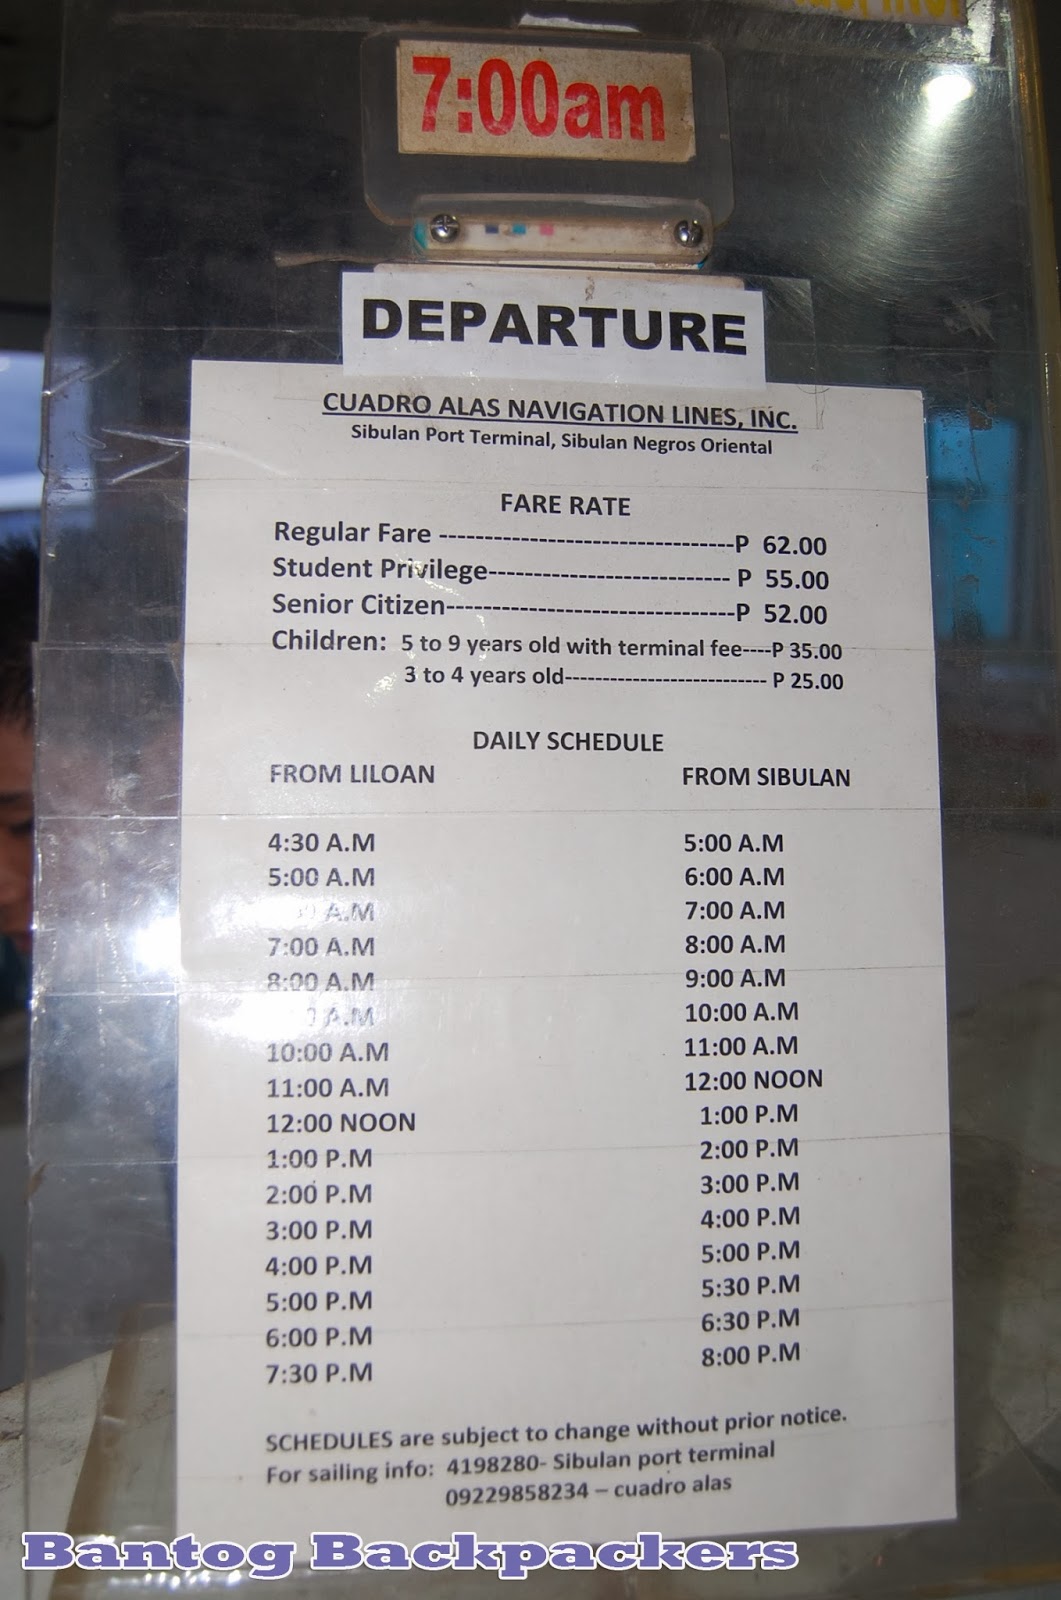 7:00am
DEPARTURE
CUADRO ALAS NAVIGATION LINES, INC.
Sibulan Port Terminal, Sibulan Negros Oriental
FARE RATE
Regular Fare ---------------------------------P 62.00
Student Privilege--------------------------- P 55.00
Senior Citizen--------------------------------P 52.00
Children: 5 to 9 years old with terminal fee----P 35.00
3 to 4 years old--------------------------- P 25.00
DAILY SCHEDULE
FROM LILOAN FROM SIBULAN
4:30 A.M 5:00 A.M
5:00 A.M 6:00 A.M
A.M 7:00 A.M
7:00 A.M 8:00 A.M
8:00 A.M 9:00 A.M
A.M 10:00 A.M
10:00 A.M 11:00 A.M
11:00 A.M 12:00 NOON
12:00 NOON 1:00 P.M
1:00 P.M 2:00 P.M
2:00 P.M 3:00 P.M
3:00 P.M 4:00 P.M
4:00 P.M 5:00 P.M
5:00 P.M 5:30 P.M
6:00 P.M 6:30 P.M
7:30 P.M 8:00 P.M
SCHEDULES are subject to change without prior notice.
For sailing info: 4198280- Sibulan port terminal
09229858234 – cuadro alas
Bantog Backpackers